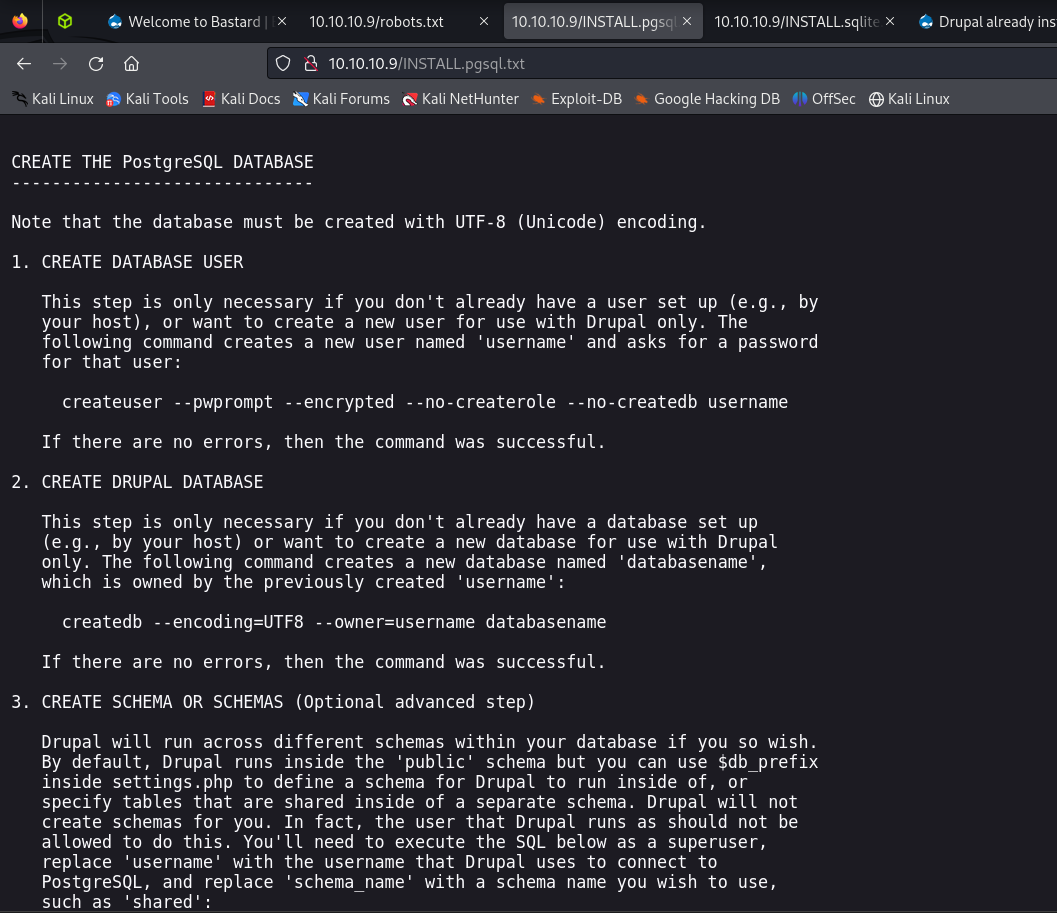 Welcome to Bastard | [
10.10.10.9/robots.txt
10.10.10.9/INSTALL.pgsql
10.10.10.9/INSTALL.sqlite
Drupal already ins
10.10.10.9/INSTALL.pgsql.txt
Kali Linux
Kali Tools
Kali Docs
Kali Forums
Kali NetHunter
Exploit-DB
Google Hacking DB
OffSec
Kali Linux
CREATE THE PostgreSQL DATABASE
------------------------------
Note that the database must be created with UTF-8 (Unicode) encoding.
1. CREATE DATABASE USER
This step is only necessary if you don't already have a user set up (e.g., by
your host), or want to create a new user for use with Drupal only. The
following command creates a new user named 'username' and asks for a password
for that user:
createuser --pwprompt --encrypted --no-createrole --no-createdb username
If there are no errors, then the command was successful.
2. CREATE DRUPAL DATABASE
This step is only necessary if you don't already have a database set up
(e.g., by your host) or want to create a new database for use with Drupal
only. The following command creates a new database named 'databasename',
which is owned by the previously created 'username':
createdb --encoding=UTF8 --owner=username databasename
If there are no errors, then the command was successful.
3. CREATE SCHEMA OR SCHEMAS (Optional advanced step)
Drupal will run across different schemas within your database if you so wish.
By default, Drupal runs inside the 'public' schema but you can use $db_prefix
inside settings.php to define a schema for Drupal to run inside of, or
specify tables that are shared inside of a separate schema. Drupal will not
create schemas for you. In fact, the user that Drupal runs as should not be
allowed to do this. You'll need to execute the SQL below as a superuser,
replace 'username' with the username that Drupal uses to connect to
PostgreSQL, and replace 'schema_name' with a schema name you wish to use,
such as 'shared':